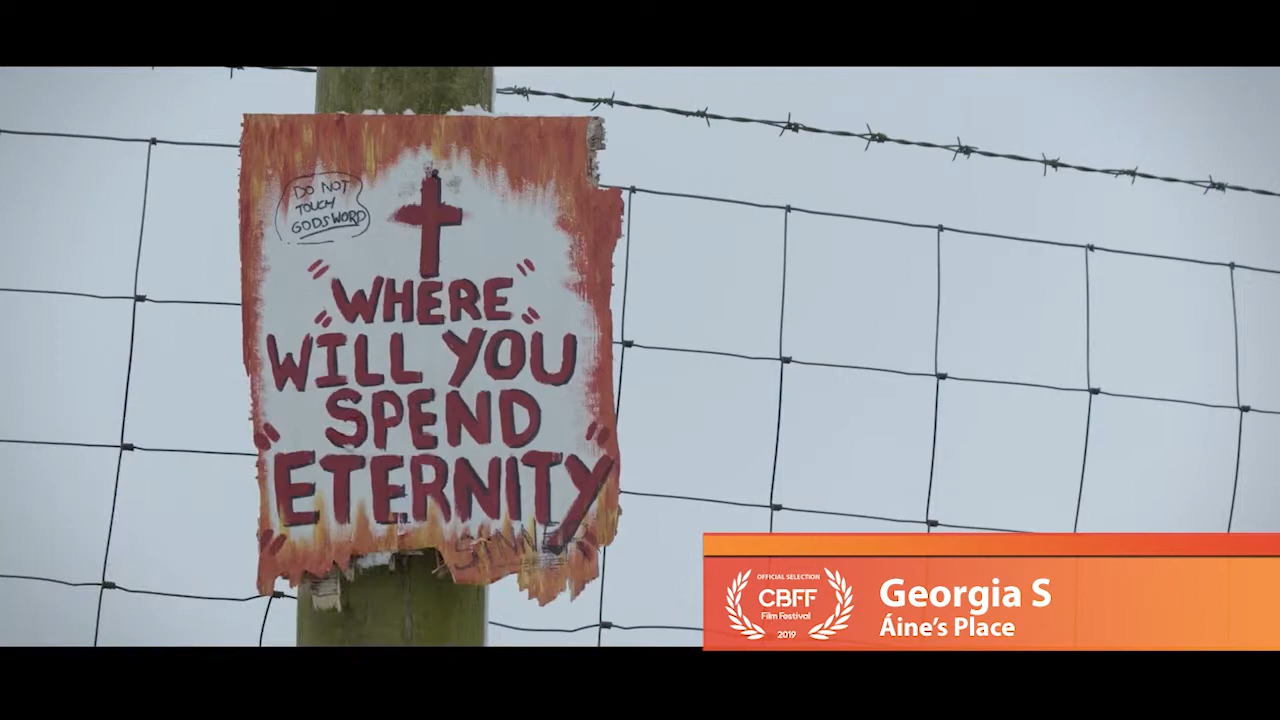 DO NOT
TOUCH
GODS WORD
WHERE
WILL YOU
SPEND
ETERNITY
SINNER
OFFICIAL SELECTION
CBFF
Film Festival
2019
Georgia S
Áine's Place